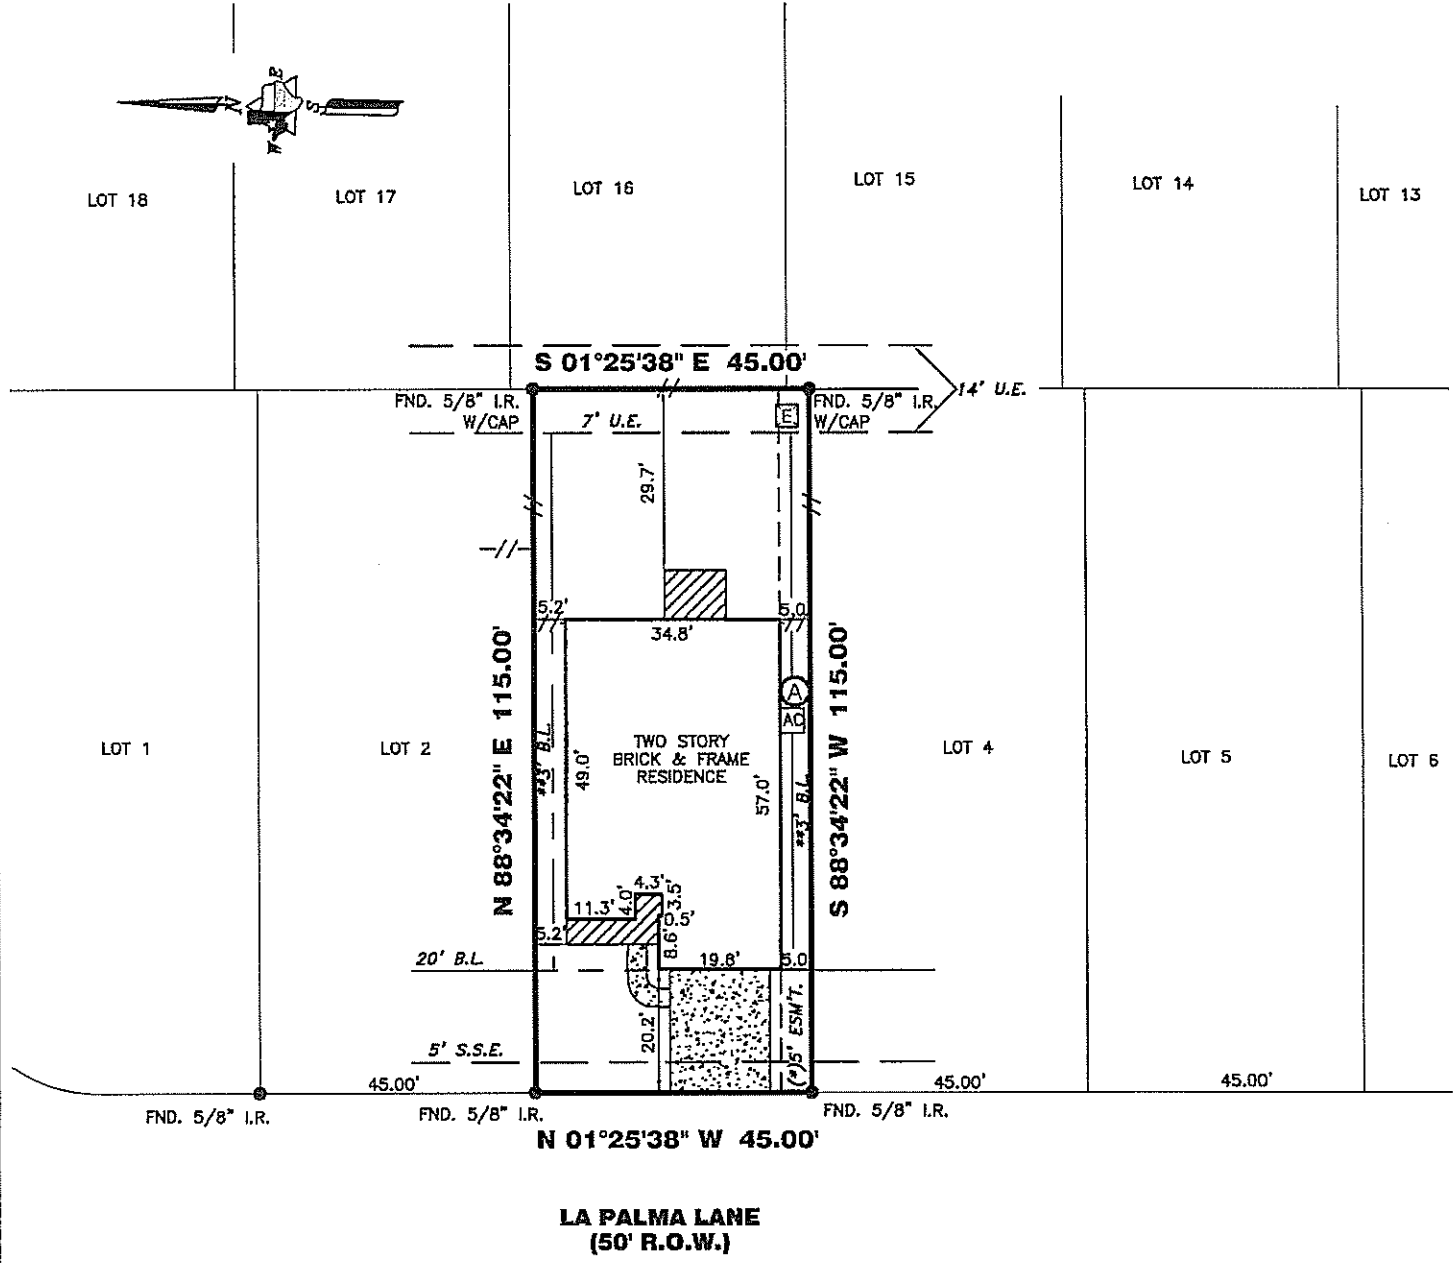 E
N
S
W
LOT 18
LOT 17
LOT 16
LOT 15
LOT 14
LOT 13
S 01°25'38" E 45.00'
14' U.E.
FND. 5/8" I.R.
W/CAP
7' U.E.
E
FND. 5/8" I.R.
W/CAP
29.7'
5.2'
34.8'
5.0
N 88°34'22" E 115.00'
S 88°34'22" W 115.00'
A
AC
LOT 1
LOT 2
**3' B.L.
49.0'
TWO STORY
BRICK & FRAME
RESIDENCE
57.0'
**3' B.L.
LOT 4
LOT 5
LOT 6
4.3'
11.3'
4.0'
3.5'
0.5'
5.2'
8.6'
20' B.L.
19.8'
5.0
20.2'
(*)5' ESM'T.
5' S.S.E.
45.00'
45.00'
45.00'
FND. 5/8" I.R.
FND. 5/8" I.R.
FND. 5/8" I.R.
N 01°25'38" W 45.00'
LA PALMA LANE
(50' R.O.W.)